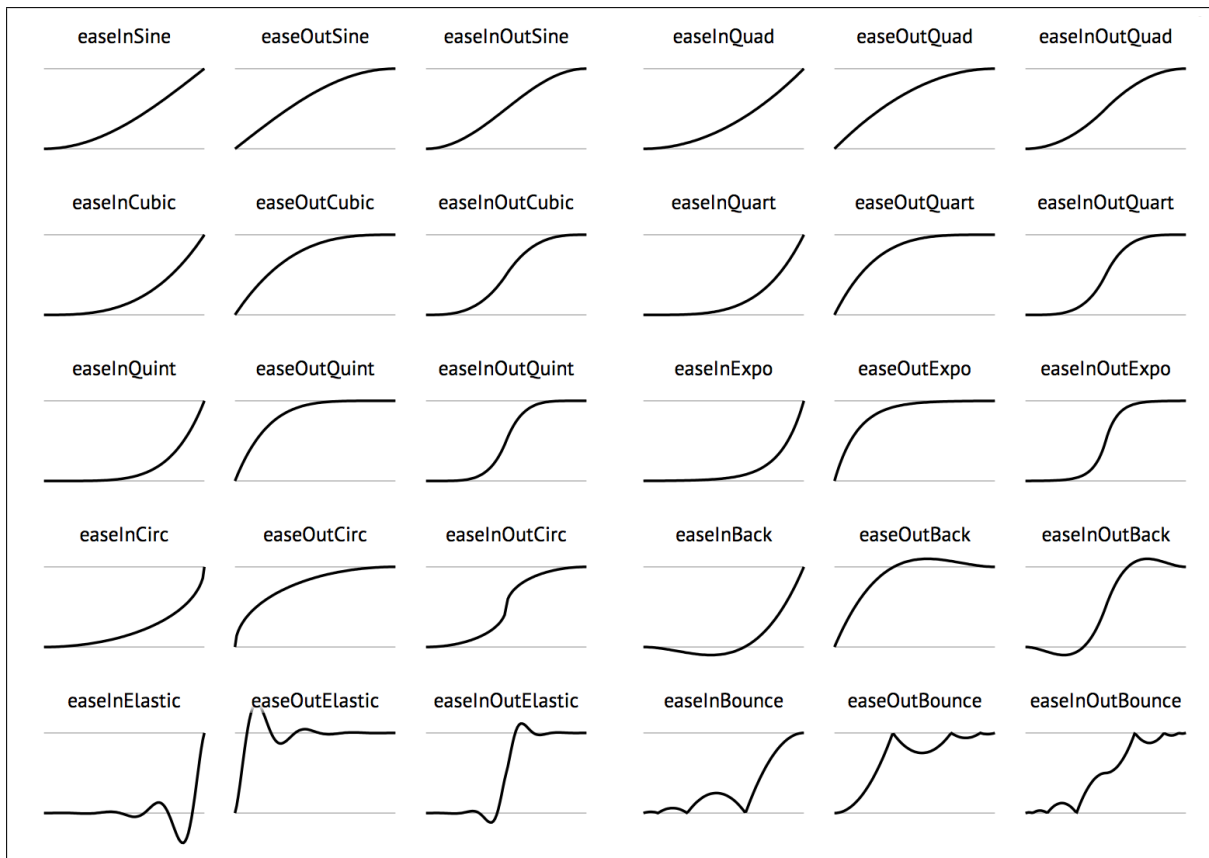 easeInSine easeOutSine easeInOutSine easeInQuad easeOutQuad easeInOutQuad
easeInCubic easeOutCubic easeInOutCubic easeInQuart easeOutQuart easeInOutQuart
easeInQuint easeOutQuint easeInOutQuint easeInExpo easeOutExpo easeInOutExpo
easeInCirc easeOutCirc easeInOutCirc easeInBack easeOutBack easeInOutBack
easeInElastic easeOutElastic easeInOutElastic easeInBounce easeOutBounce easeInOutBounce